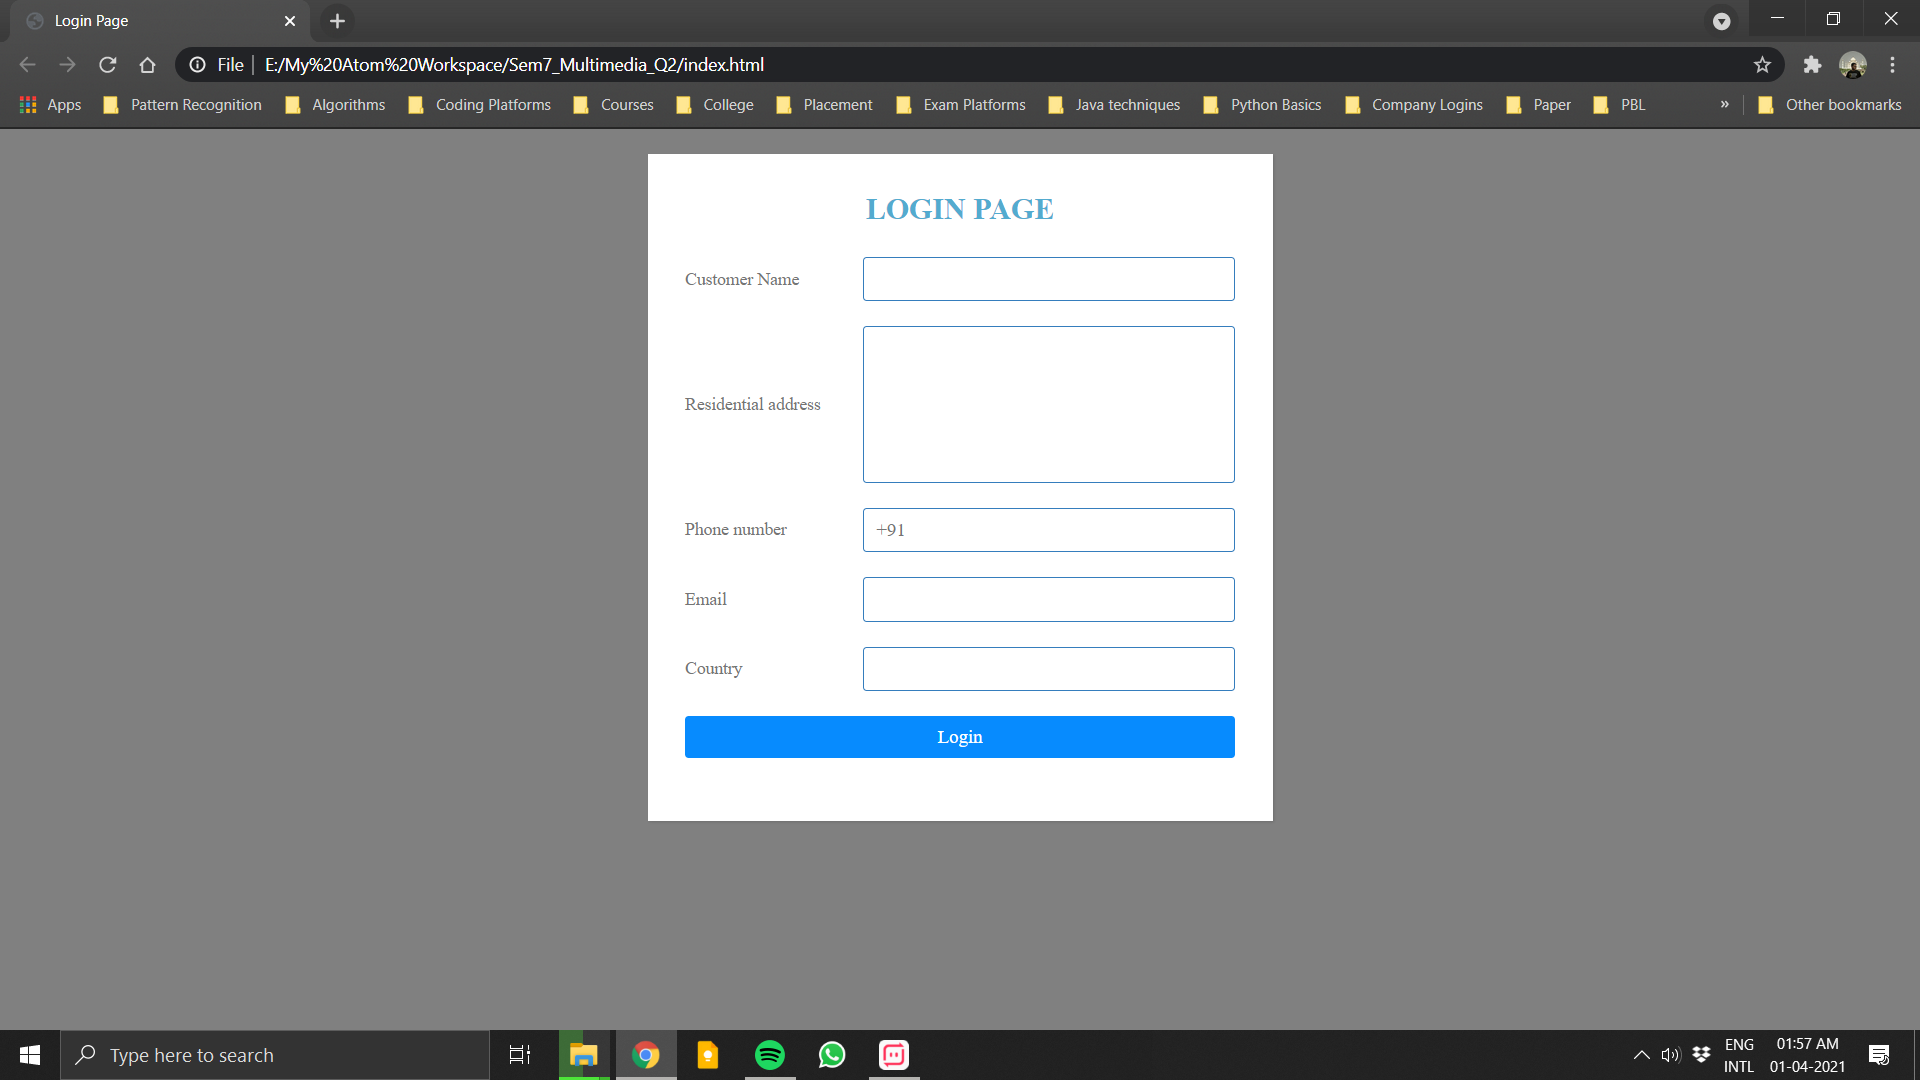 Login Page
File | E:/My%20Atom%20Workspace/Sem7_Multimedia_Q2/index.html
Apps Pattern Recognition Algorithms Coding Platforms Courses College Placement Exam Platforms Java techniques Python Basics Company Logins Paper PBL » Other bookmarks
LOGIN PAGE
Customer Name
Residential address
Phone number +91
Email
Country
Login
Type here to search
ENG 01:57 AM
INTL 01-04-2021